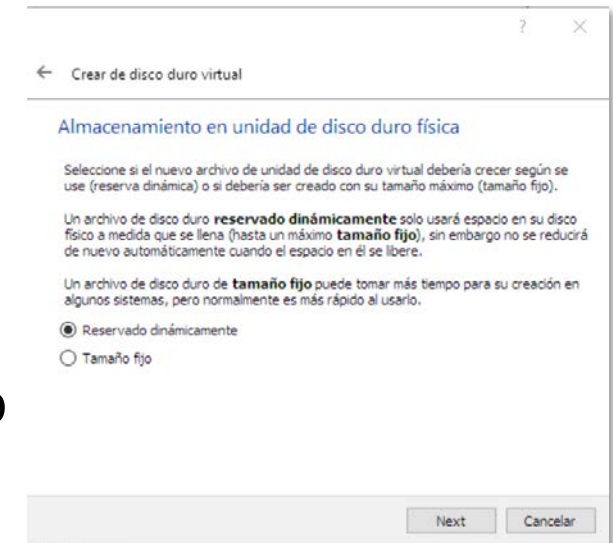 ?
← Crear de disco duro virtual
Almacenamiento en unidad de disco duro física
Seleccione si el nuevo archivo de unidad de disco duro virtual debería crecer según se
use (reserva dinámica) o si debería ser creado con su tamaño máximo (tamaño fijo).
Un archivo de disco duro reservado dinámicamente solo usará espacio en su disco
físico a medida que se llena (hasta un máximo tamaño fijo), sin embargo no se reducirá
de nuevo automáticamente cuando el espacio en él se libere.
Un archivo de disco duro de tamaño fijo puede tomar más tiempo para su creación en
algunos sistemas, pero normalmente es más rápido al usarlo.
Reservado dinámicamente
Tamaño fijo
Next Cancelar